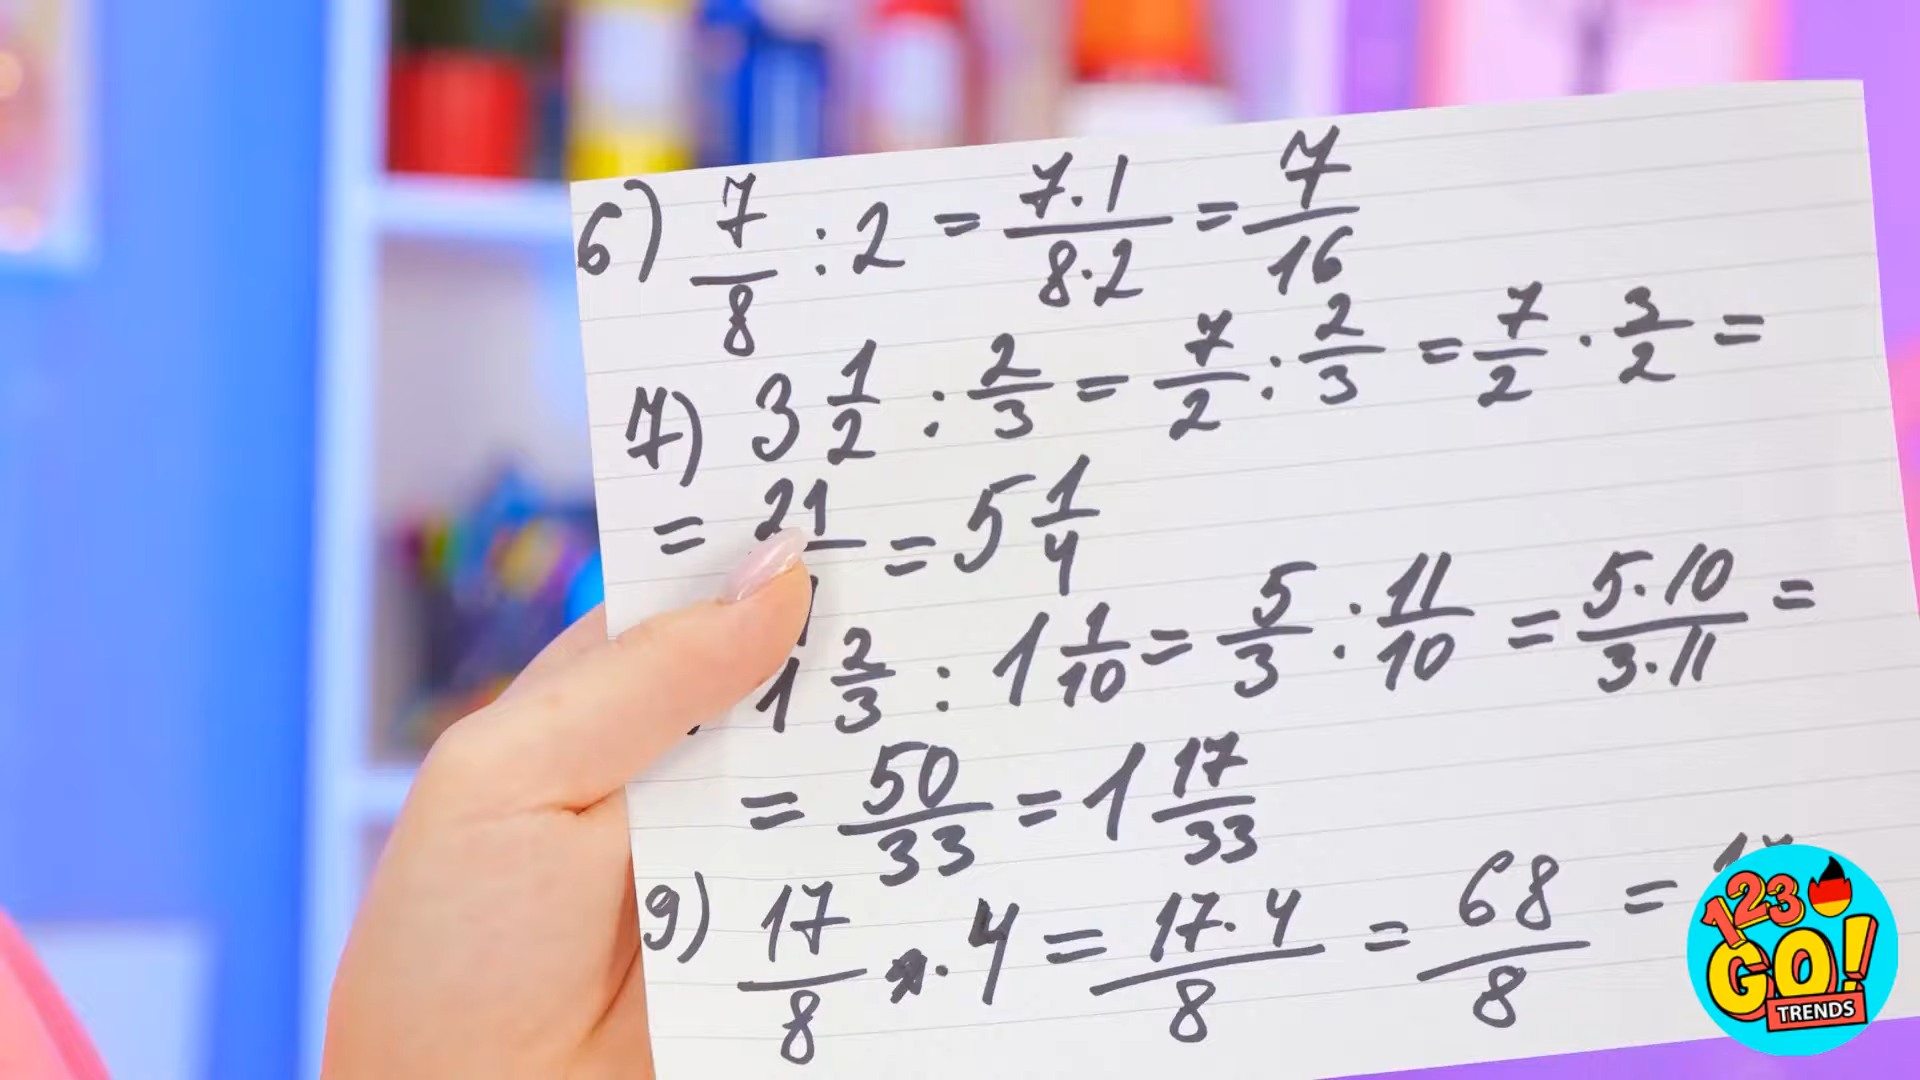 6) 7/8 : 2 = 7·1/8·2 = 7/16
7) 3 1/2 : 2/3 = 7/2 : 2/3 = 7/2 · 3/2 =
= 21/ = 5 1/4
1 2/3 : 1 1/10 = 5/3 : 11/10 = 5·10/3·11 =
= 50/33 = 1 17/33
9) 17/8 · 4 = 17·4/8 = 68/8 =
123
GO!
TRENDS